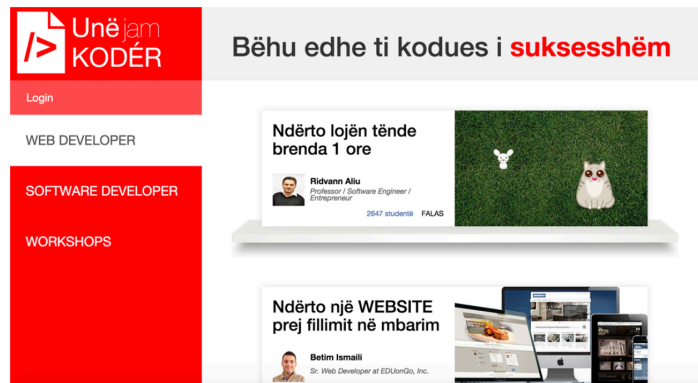 Unë jam
KODÉR
Bëhu edhe ti kodues i suksesshëm
Login
WEB DEVELOPER
SOFTWARE DEVELOPER
WORKSHOPS
Ndërto lojën tënde
brenda 1 ore
Ridvann Aliu
Professor / Software Engineer /
Entrepreneur
2647 studentë FALAS
Ndërto një WEBSITE
prej fillimit në mbarim
Betim Ismaili
Sr. Web Developer at EDUonGo, Inc.